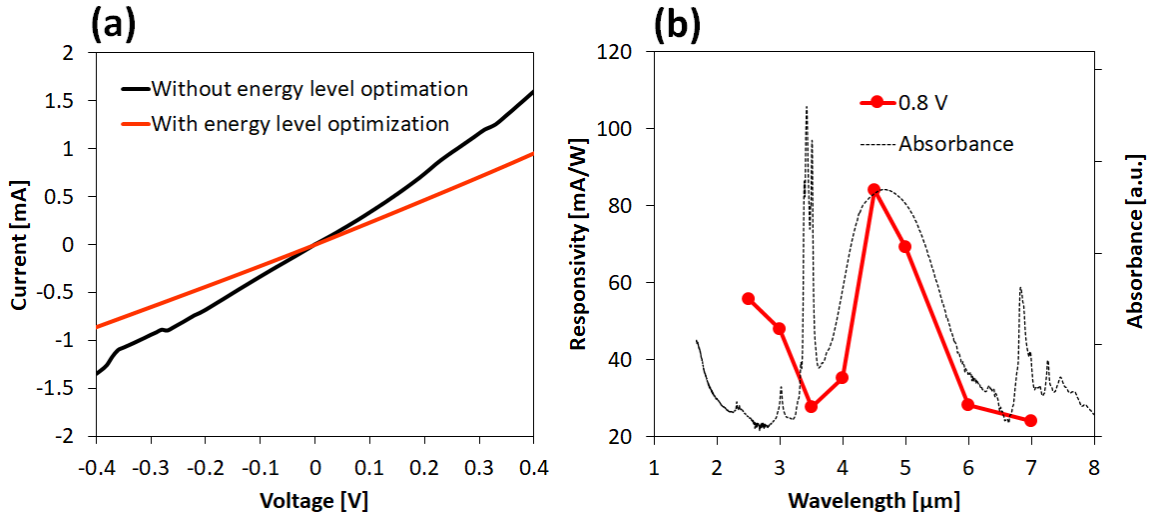 (a)
2
1.5
1
0.5
0
-0.5
-1
-1.5
-2
Current [mA]
Without energy level optimation
With energy level optimization
-0.4 -0.3 -0.2 -0.1 0 0.1 0.2 0.3 0.4
Voltage [V]
(b)
120
100
80
60
40
20
Responsivity [mA/W]
0.8 V
Absorbance
Absorbance [a.u.]
1 2 3 4 5 6 7 8
Wavelength [μm]